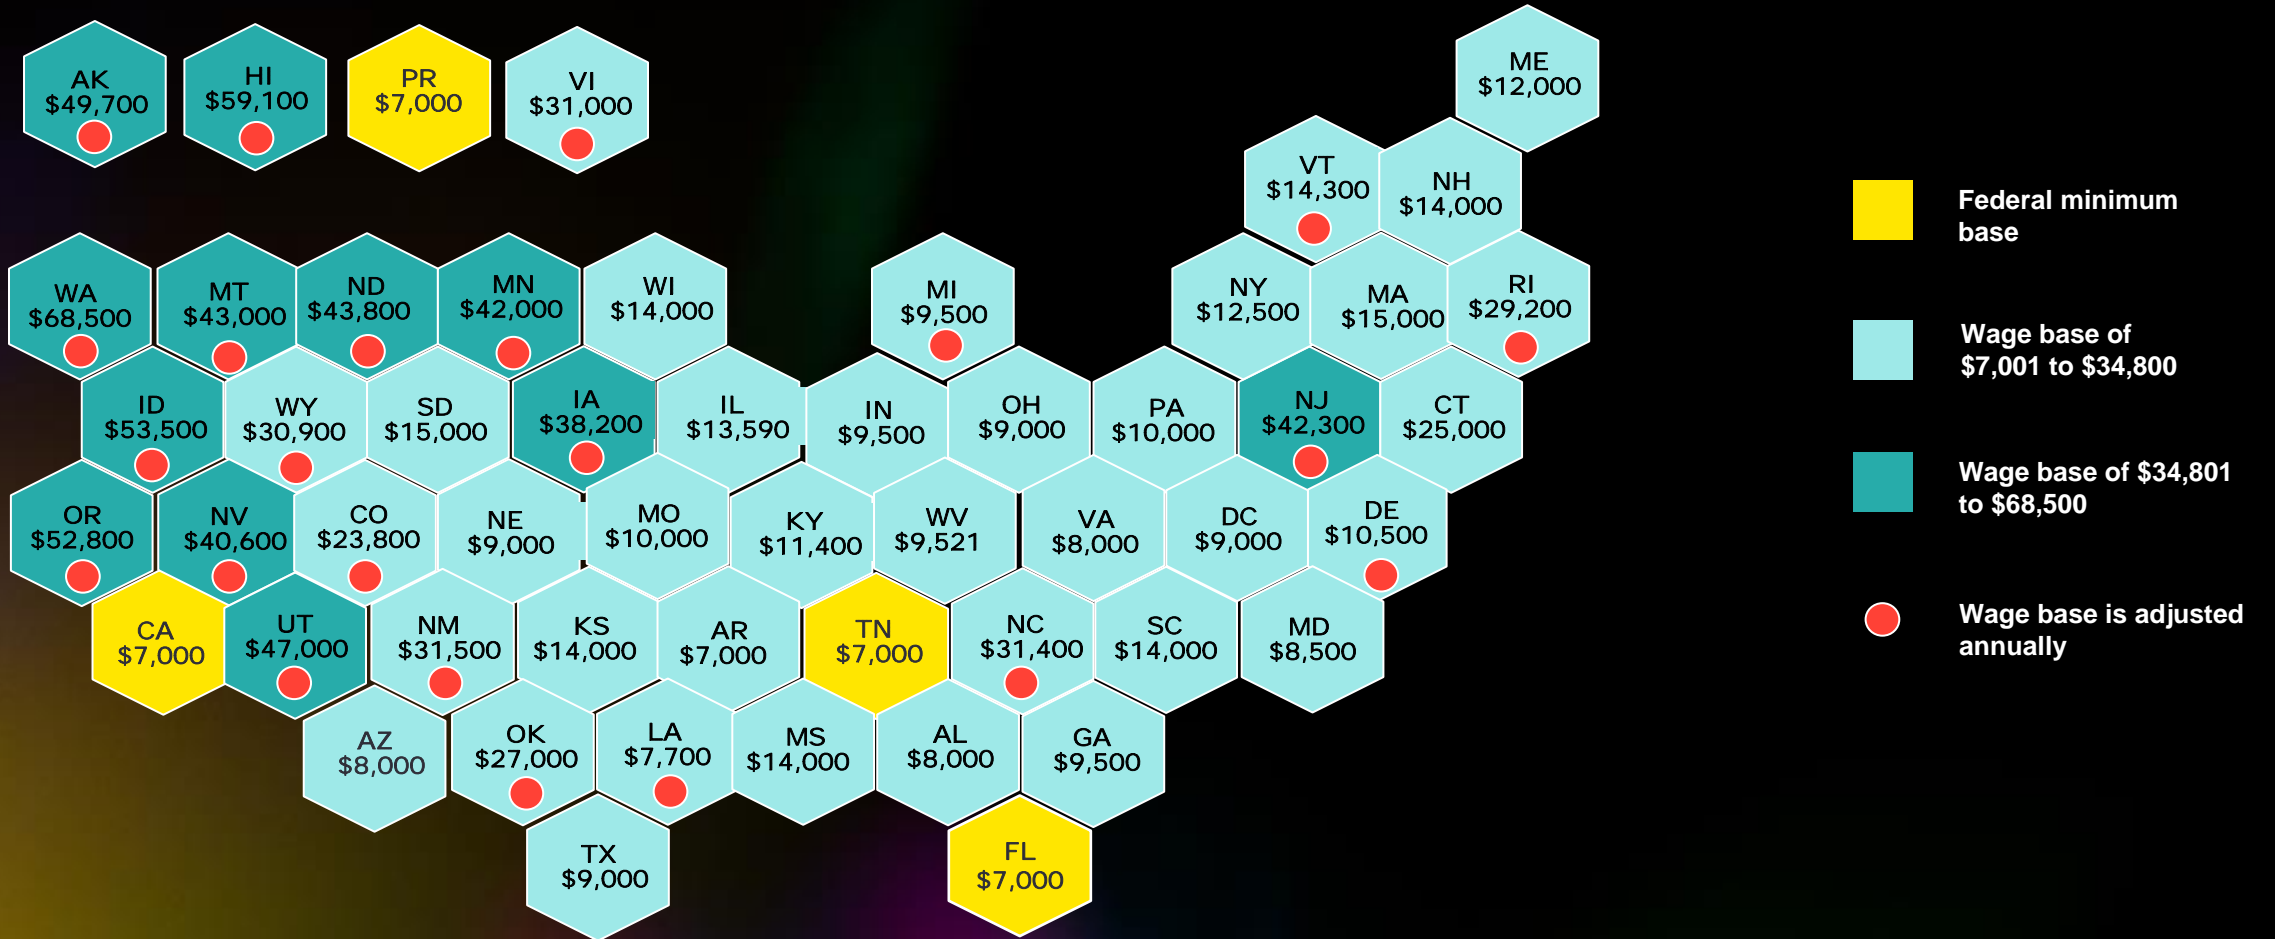 AK
$49,700
HI
$59,100
PR
$7,000
VI
$31,000
ME
$12,000
VT
$14,300
NH
$14,000
WA
$68,500
MT
$43,000
ND
$43,800
MN
$42,000
WI
$14,000
MI
$9,500
NY
$12,500
MA
$15,000
RI
$29,200
ID
$53,500
WY
$30,900
SD
$15,000
IA
$38,200
IL
$13,590
IN
$9,500
OH
$9,000
PA
$10,000
NJ
$42,300
CT
$25,000
OR
$52,800
NV
$40,600
CO
$23,800
NE
$9,000
MO
$10,000
KY
$11,400
WV
$9,521
VA
$8,000
DC
$9,000
DE
$10,500
CA
$7,000
UT
$47,000
NM
$31,500
KS
$14,000
AR
$7,000
TN
$7,000
NC
$31,400
SC
$14,000
MD
$8,500
AZ
$8,000
OK
$27,000
LA
$7,700
MS
$14,000
AL
$8,000
GA
$9,500
TX
$9,000
FL
$7,000
Federal minimum
base
Wage base of
$7,001 to $34,800
Wage base of $34,801
to $68,500
Wage base is adjusted
annually